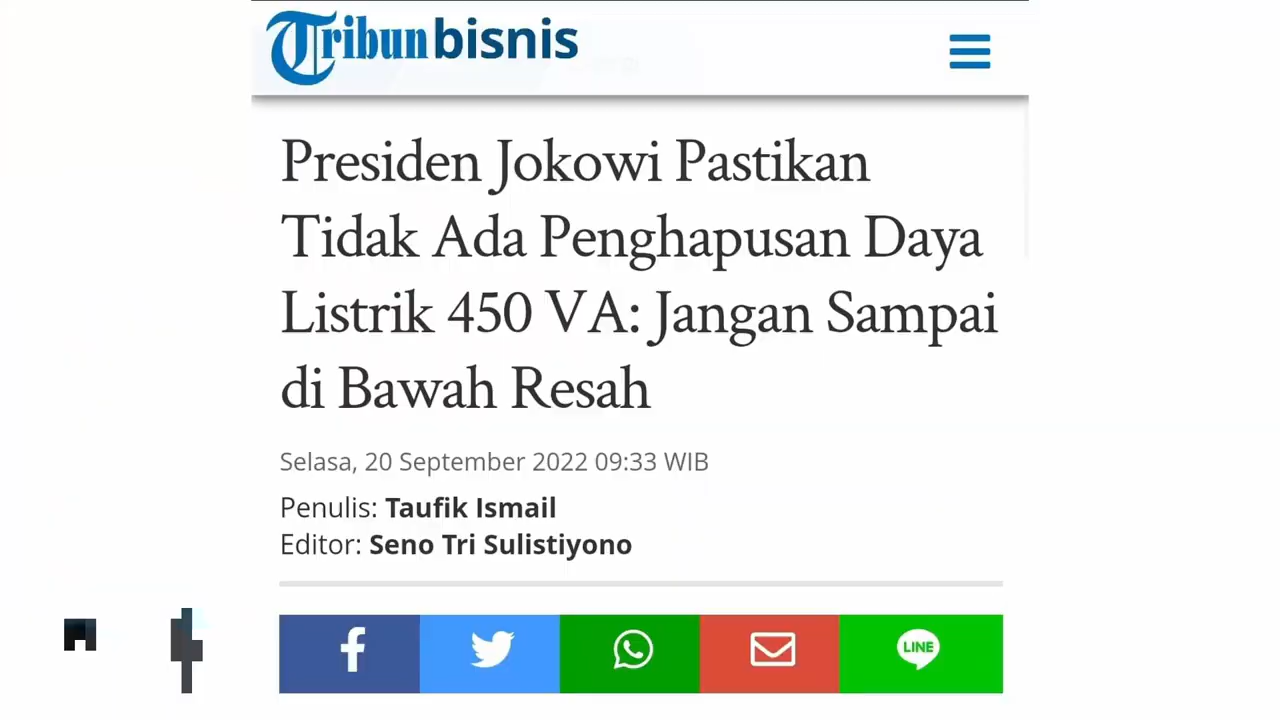 Tribunbisnis
Presiden Jokowi Pastikan
Tidak Ada Penghapusan Daya
Listrik 450 VA: Jangan Sampai
di Bawah Resah
Selasa, 20 September 2022 09:33 WIB
Penulis: Taufik Ismail
Editor: Seno Tri Sulistiyono
LINE